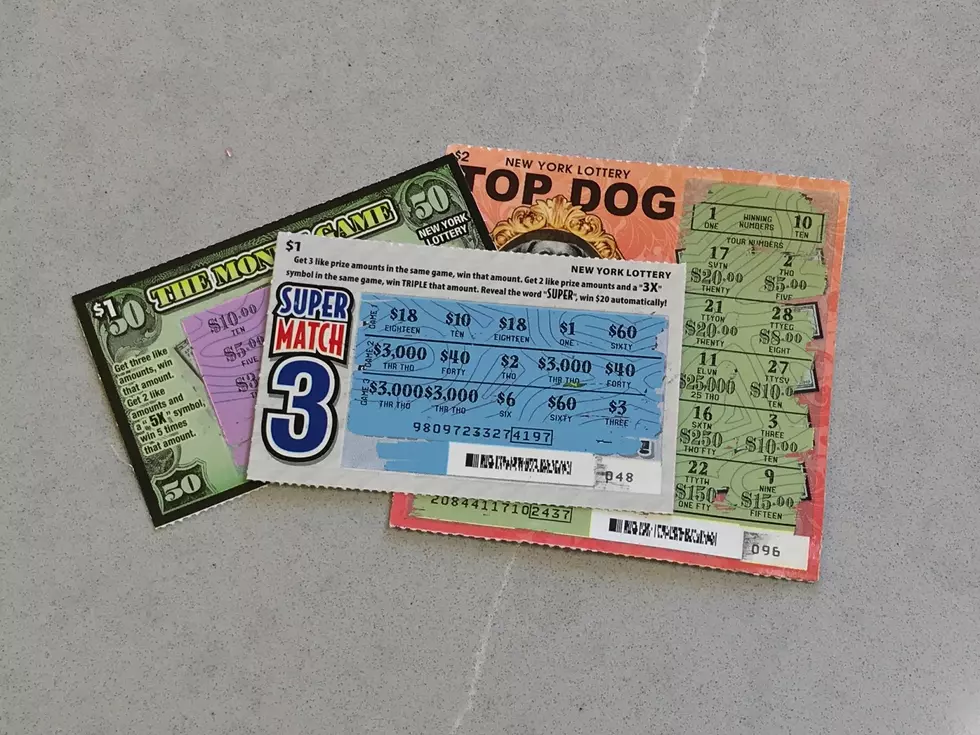 50
NEW YORK
LOTTERY
THE MON
GAME
$1
50
$10.00
TEN
$5.00
FIVE
Get three like
amounts, win
that amount.
Get 2 like
amounts and
a "5X" symbol,
win 5 times
that amount.
50
$1
NEW YORK LOTTERY
Get 3 like prize amounts in the same game, win that amount. Get 2 like prize amounts and a "3X"
symbol in the same game, win TRIPLE that amount. Reveal the word "SUPER", win $20 automatically!
SUPER
MATCH
3
GAME 1
$18 $10 $18 $1 $60
EIGHTEEN TEN EIGHTEEN ONE SIXTY
GAME 2
$3,000 $40 $2 $3,000 $40
THR THO FORTY TWO THR THO FORTY
GAME 3
$3,000 $3,000 $6 $60 $3
THR THO THR THO SIX SIXTY THREE
9809723327 4197
048
$2
NEW YORK LOTTERY
TOP DOG
1 WINNING 10
ONE NUMBERS TEN
YOUR NUMBERS
17 2
SVTN TWO
$20.00 $5.00
TWENTY FIVE
21 28
TTYON TTYEG
$20.00 $8.00
TWENTY EIGHT
11 27
ELVN TTYSV
$25,000 $10.00
25 THO TEN
16 3
SXTN THREE
$250 $10.00
TWO FTY TEN
22 9
TTYTH NINE
$150 $15.00
ONE FTY FIFTEEN
2084411710 2437
096